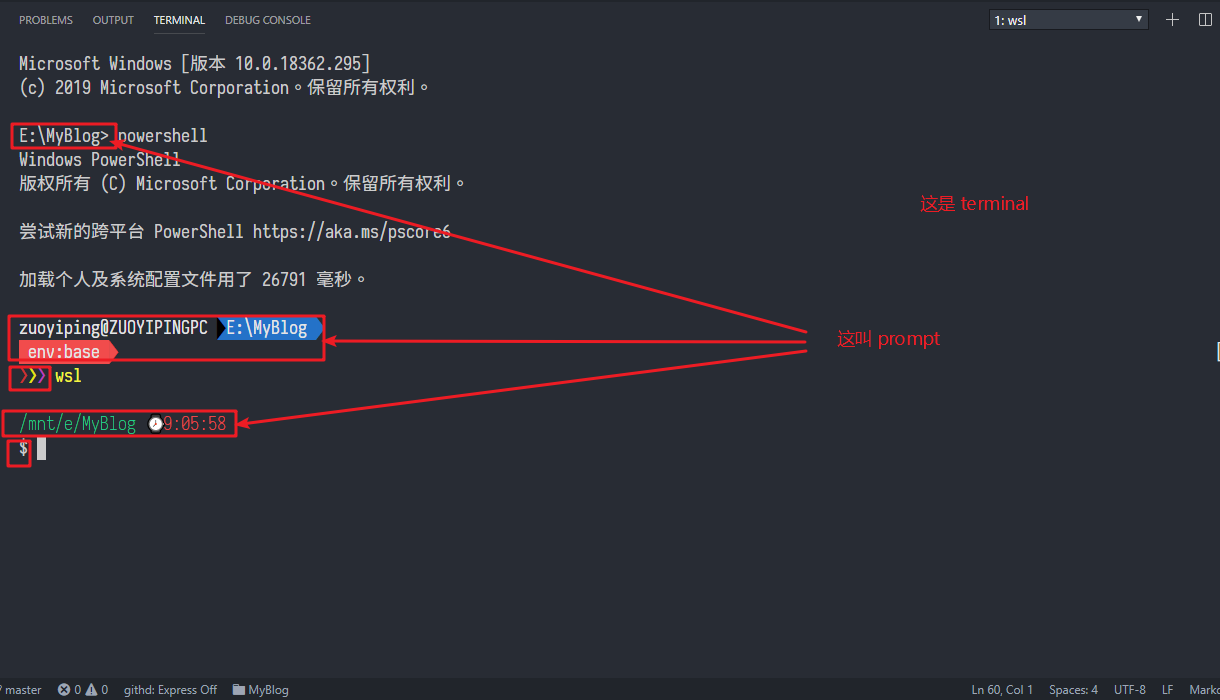 PROBLEMS OUTPUT TERMINAL DEBUG CONSOLE 1: wsl
Microsoft Windows [版本 10.0.18362.295]
(c) 2019 Microsoft Corporation。保留所有权利。
E:\MyBlog> powershell
Windows PowerShell
版权所有 (C) Microsoft Corporation。保留所有权利。
这是 terminal
尝试新的跨平台 PowerShell https://aka.ms/pscore6
加载个人及系统配置文件用了 26791 毫秒。
zuoyiping@ZUOYIPINGPC E:\MyBlog
这叫 prompt
env:base
❯❯❯ wsl
/mnt/e/MyBlog 9:05:58
$
master 0 0 githd: Express Off MyBlog Ln 60, Col 1 Spaces: 4 UTF-8 LF Mark